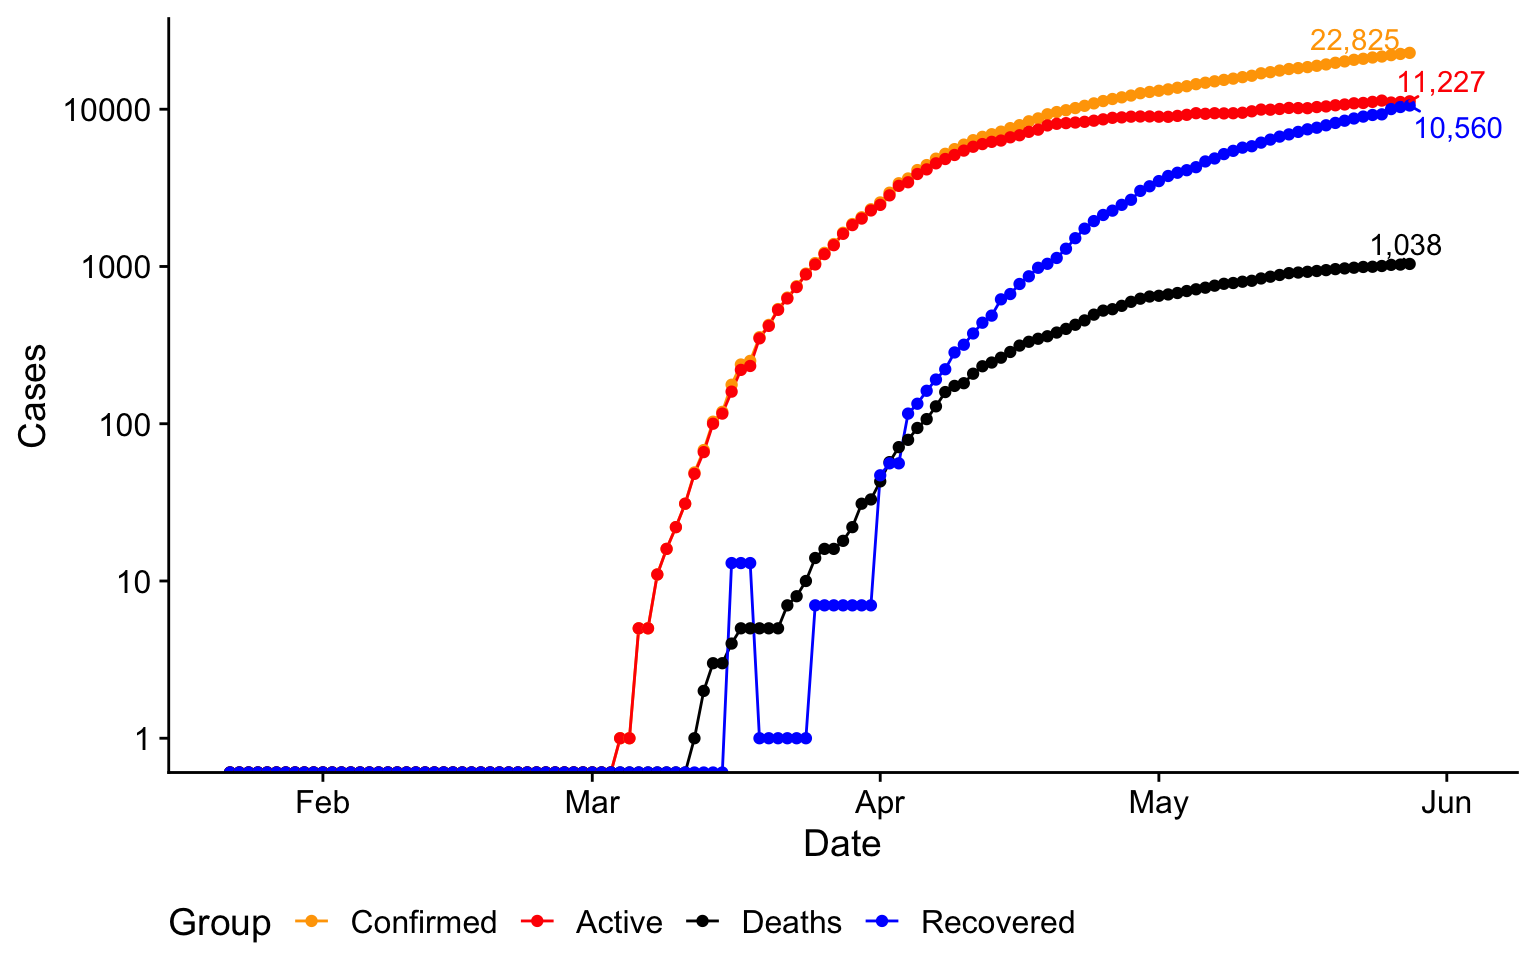 22,825
11,227
10,560
1,038
10000
1000
100
10
1
Cases
Feb Mar Apr May Jun
Date
Group Confirmed Active Deaths Recovered